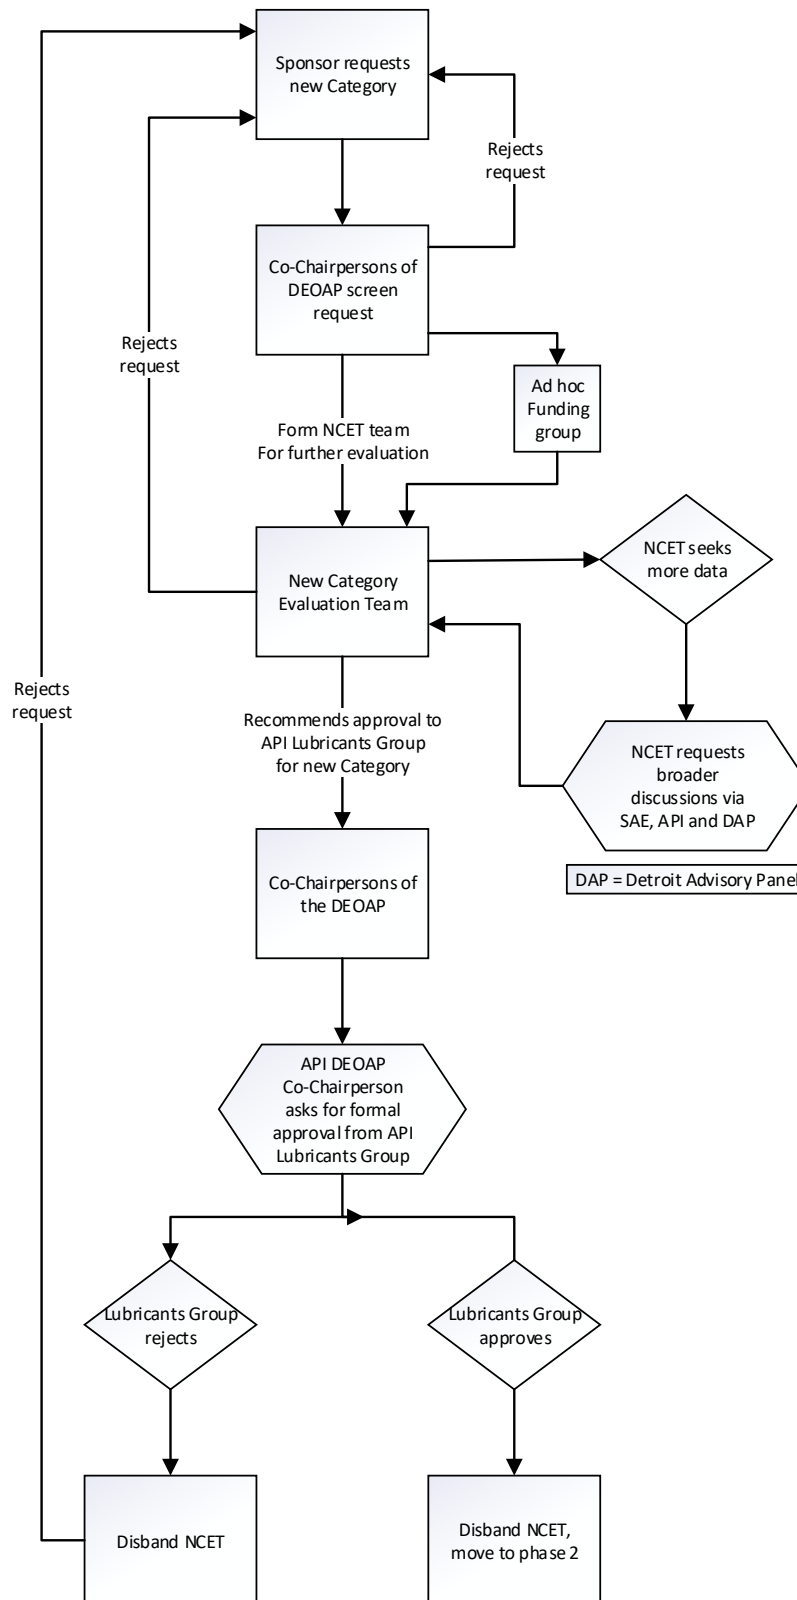 Sponsor requests
new Category
Rejects
request
Co-Chairpersons of
DEOAP screen
request
Rejects
request
Ad hoc
Funding
group
Form NCET team
For further evaluation
NCET seeks
more data
New Category
Evaluation Team
Rejects
request
Recommends approval to
API Lubricants Group
for new Category
NCET requests
broader
discussions via
SAE, API and DAP
Co-Chairpersons of
the DEOAP
DAP = Detroit Advisory Panel
API DEOAP
Co-Chairperson
asks for formal
approval from API
Lubricants Group
Lubricants Group
rejects
Lubricants Group
approves
Disband NCET
Disband NCET,
move to phase 2